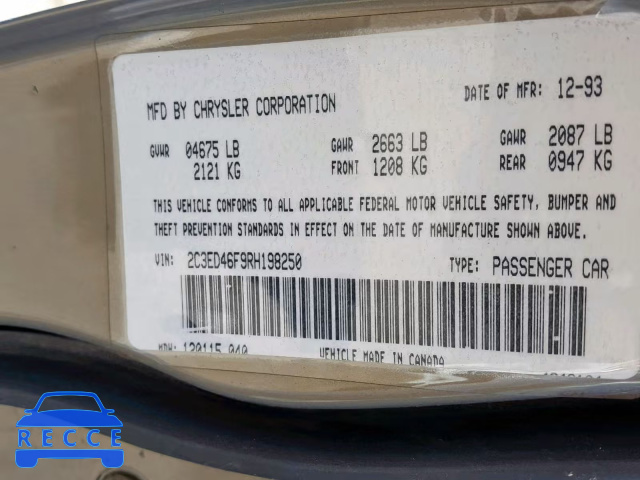 MFD BY CHRYSLER CORPORATION DATE OF MFR: 12-93
GVWR 04675 LB GAWR 2663 LB GAWR 2087 LB
2121 KG FRONT 1208 KG REAR 0947 KG
THIS VEHICLE CONFORMS TO ALL APPLICABLE FEDERAL MOTOR VEHICLE SAFETY, BUMPER AND
THEFT PREVENTION STANDARDS IN EFFECT ON THE DATE OF MANUFACTURE SHOWN ABOVE.
VIN: 2C3ED46F9RH198250 TYPE: PASSENGER CAR
MDH: 120115 040 VEHICLE MADE IN CANADA
RECCE